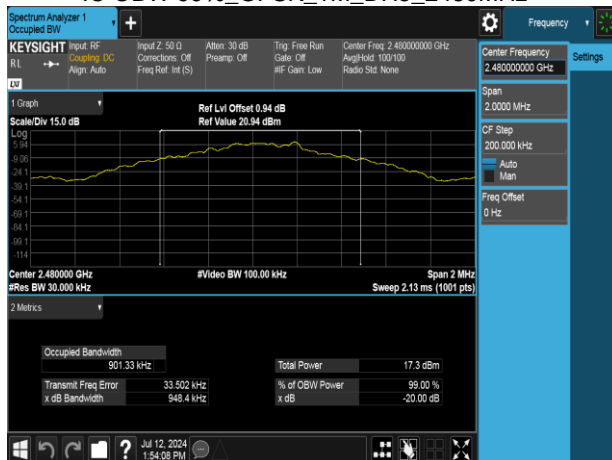 Spectrum Analyzer 1
Occupied BW
+
Frequency
KEYSIGHT Input: RF
RL Coupling: DC
Align: Auto
Input Z: 50 Ω
Corrections: Off
Freq Ref: Int (S)
Atten: 30 dB
Preamp: Off
Trig: Free Run
Gate: Off
#IF Gain: Low
Center Freq: 2.480000000 GHz
Avg|Hold: 100/100
Radio Std: None
LXI
Center Frequency
2.480000000 GHz
Settings
Span
2.0000 MHz
CF Step
200.000 kHz
Auto
Man
Freq Offset
0 Hz
1 Graph
Scale/Div 15.0 dB
Ref Lvl Offset 0.94 dB
Ref Value 20.94 dBm
Log
5.94
-9.06
-24.1
-39.1
-54.1
-69.1
-84.1
-99.1
-114
Center 2.480000 GHz
#Video BW 100.00 kHz
Span 2 MHz
#Res BW 30.000 kHz
Sweep 2.13 ms (1001 pts)
2 Metrics
Occupied Bandwidth
901.33 kHz
Total Power 17.3 dBm
Transmit Freq Error 33.502 kHz
% of OBW Power 99.00 %
x dB Bandwidth 948.4 kHz
x dB -20.00 dB
?
Jul 12, 2024
1:54:08 PM